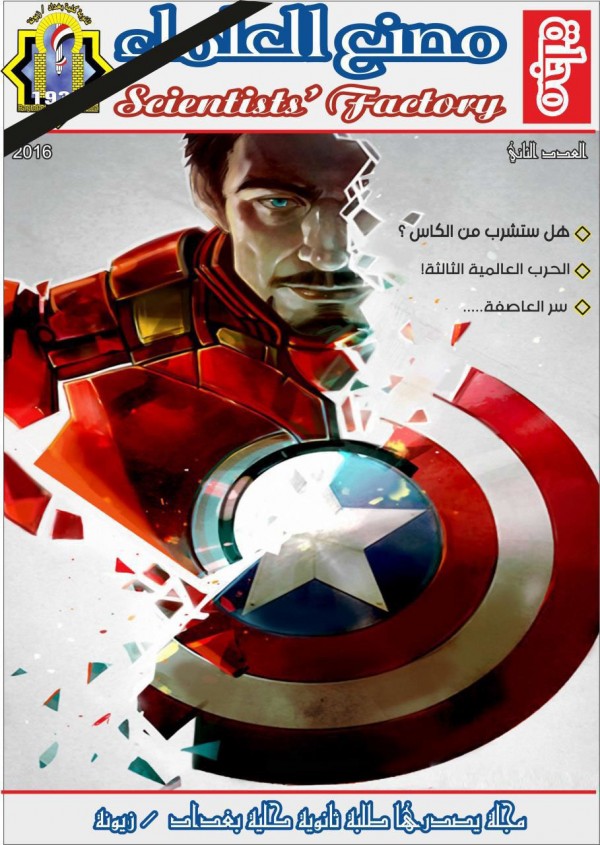 مصنع العلماء
مجلة
Scientists' Factory
2016
العدد الثاني
هل ستشرب من الكاس ؟
الحرب العالمية الثالثة!
سر العاصفة.....
مجلة يصدرها طلبة ثانوية كلية بغداد / زيونة